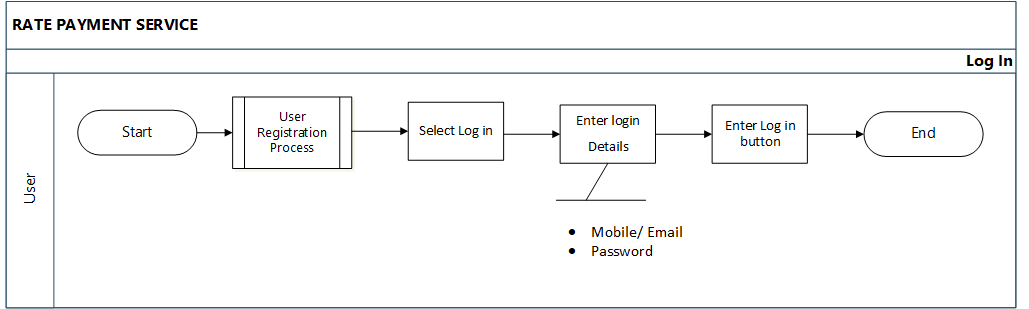 RATE PAYMENT SERVICE
Log In
User
Start
User
Registration
Process
Select Log in
Enter login
Details
Enter Log in
button
End
● Mobile/ Email
● Password